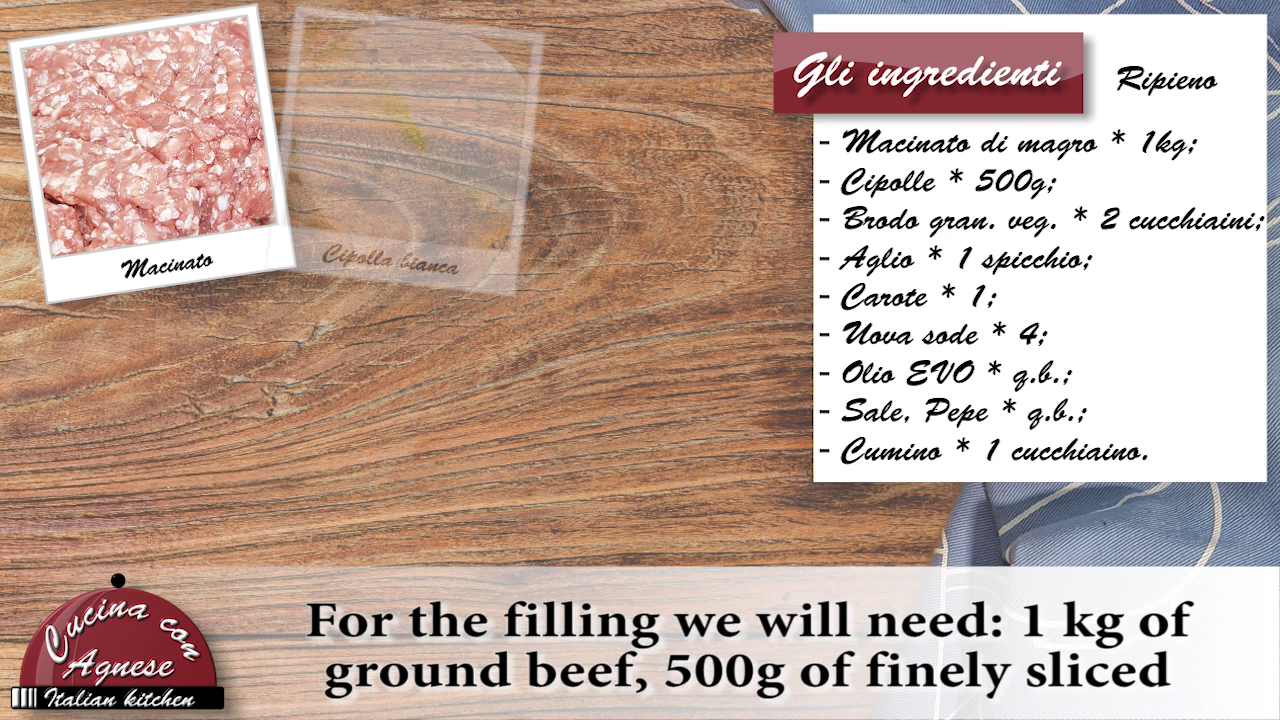 Gli ingredienti
Ripieno
- Macinato di magro * 1kg;
- Cipolle * 500g;
- Brodo gran. veg. * 2 cucchiaini;
- Aglio * 1 spicchio;
- Carote * 1;
- Uova sode * 4;
- Olio EVO * q.b.;
- Sale, Pepe * q.b.;
- Cumino * 1 cucchiaino.
Macinato
Cipolla bianca
Cucina con
Agnese
Italian kitchen
For the filling we will need: 1 kg of
ground beef, 500g of finely sliced